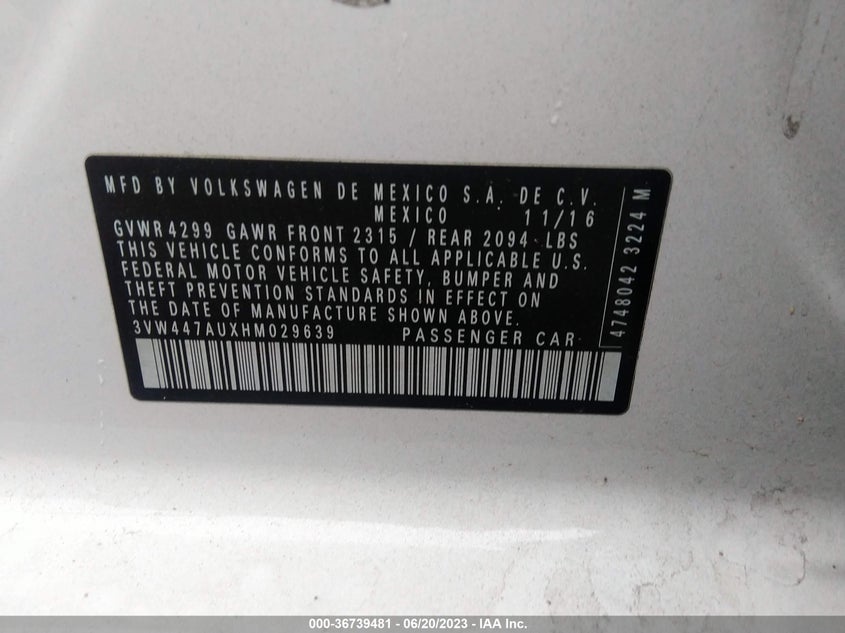 MFD BY VOLKSWAGEN DE MEXICO S.A. DE C.V.
MEXICO 11/16
GVWR 4299 GAWR FRONT 2315 / REAR 2094 LBS
THIS VEHICLE CONFORMS TO ALL APPLICABLE U.S.
FEDERAL MOTOR VEHICLE SAFETY, BUMPER AND
THEFT PREVENTION STANDARDS IN EFFECT ON
THE DATE OF MANUFACTURE SHOWN ABOVE.
3VW447AUXHM029639 PASSENGER CAR
4748042 3224 M
000-36739481 - 06/20/2023 - IAA Inc.